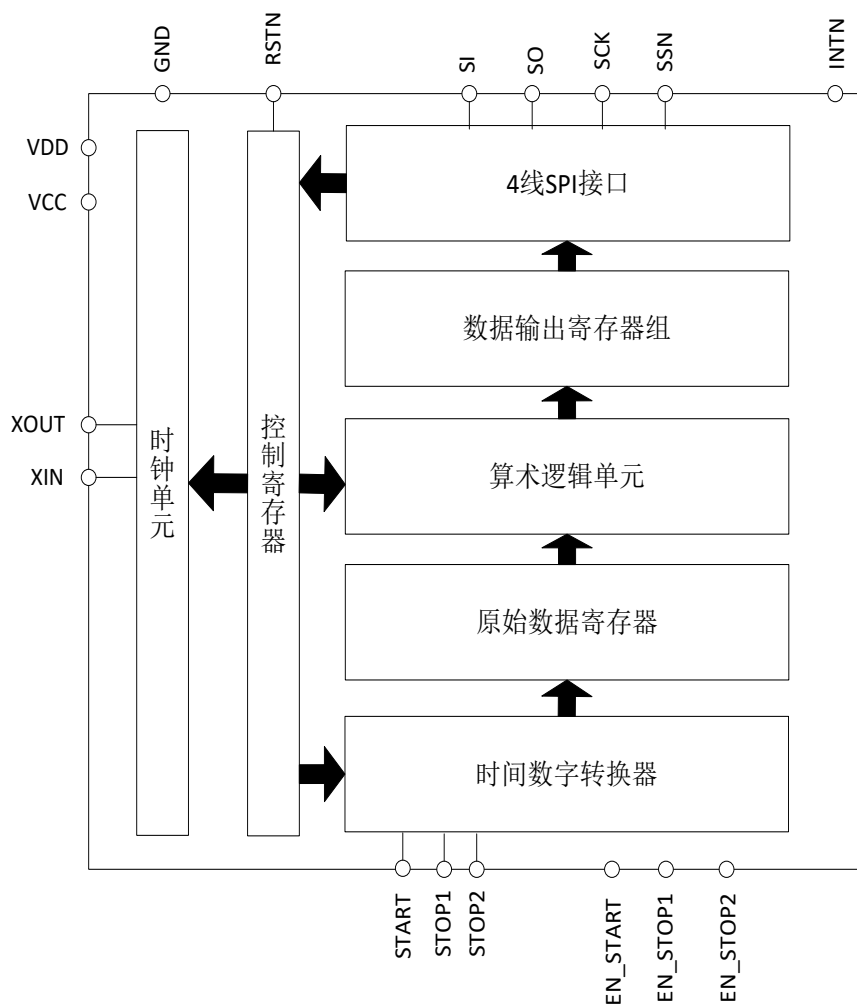 GND
RSTN
SI
SO
SCK
SSN
INTN
VDD
VCC
XOUT
XIN
时钟单元
控制寄存器
4线SPI接口
数据输出寄存器组
算术逻辑单元
原始数据寄存器
时间数字转换器
START
STOP1
STOP2
EN_START
EN_STOP1
EN_STOP2